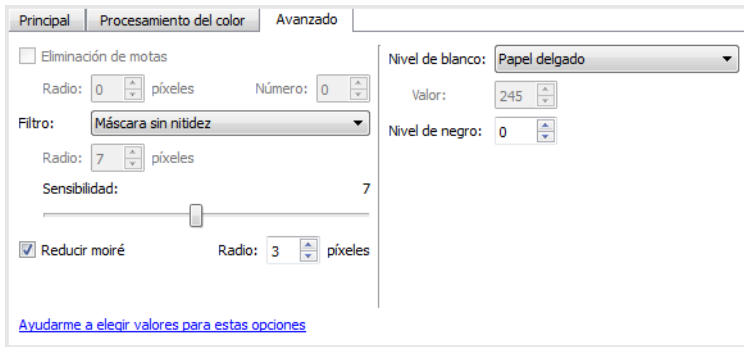 Principal Procesamiento del color Avanzado
Eliminación de motas
Radio: 0 píxeles Número: 0
Filtro: Máscara sin nitidez
Radio: 7 píxeles
Sensibilidad: 7
Reducir moiré Radio: 3 píxeles
Ayudarme a elegir valores para estas opciones
Nivel de blanco: Papel delgado
Valor: 245
Nivel de negro: 0